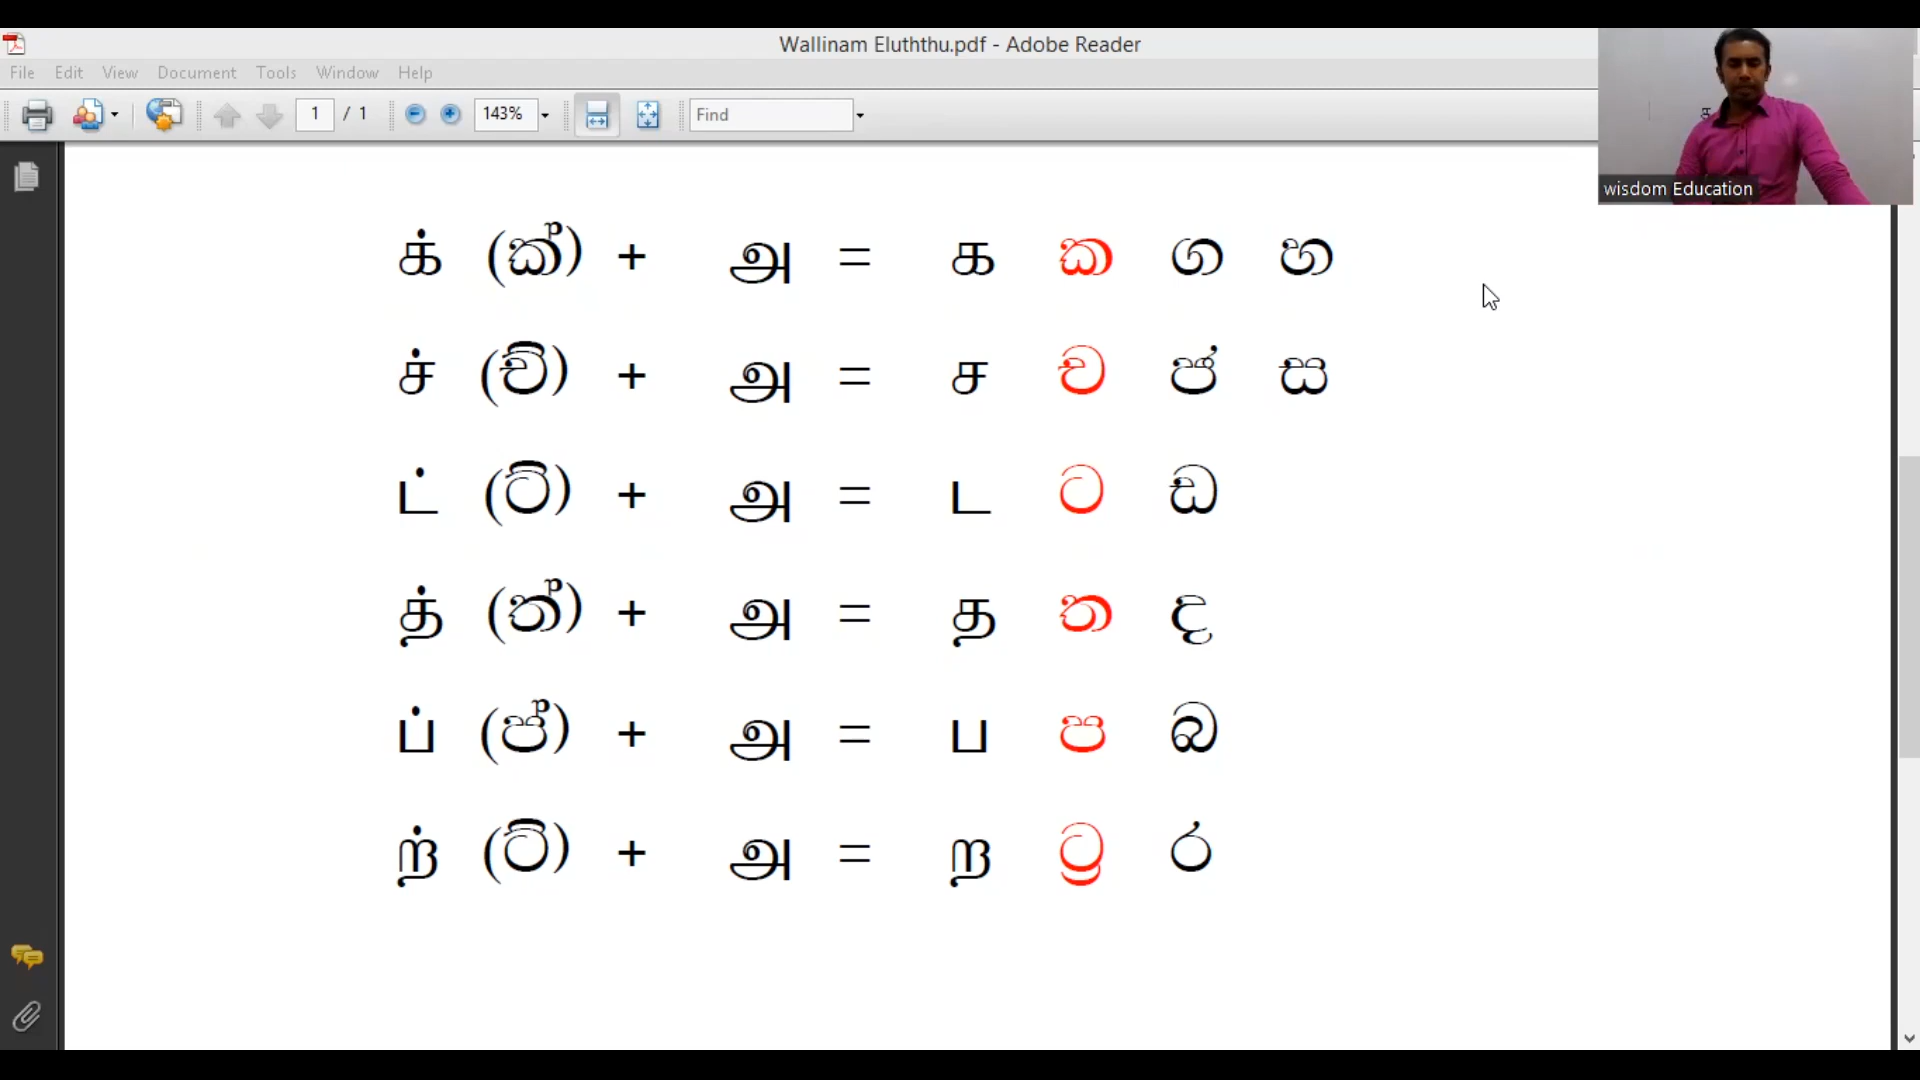 Wallinam Eluththu.pdf - Adobe Reader
File Edit View Document Tools Window Help
1 / 1 143% Find
wisdom Education
க் (ක්) + அ = க ක ග හ
ச் (ච්) + அ = ச ච ජ ස
ட் (ට්) + அ = ட ට ඩ
த் (ත්) + அ = த ත ද
ப் (ප්) + அ = ப ප බ
ற் (ට්) + அ = ற ට්‍ර ර